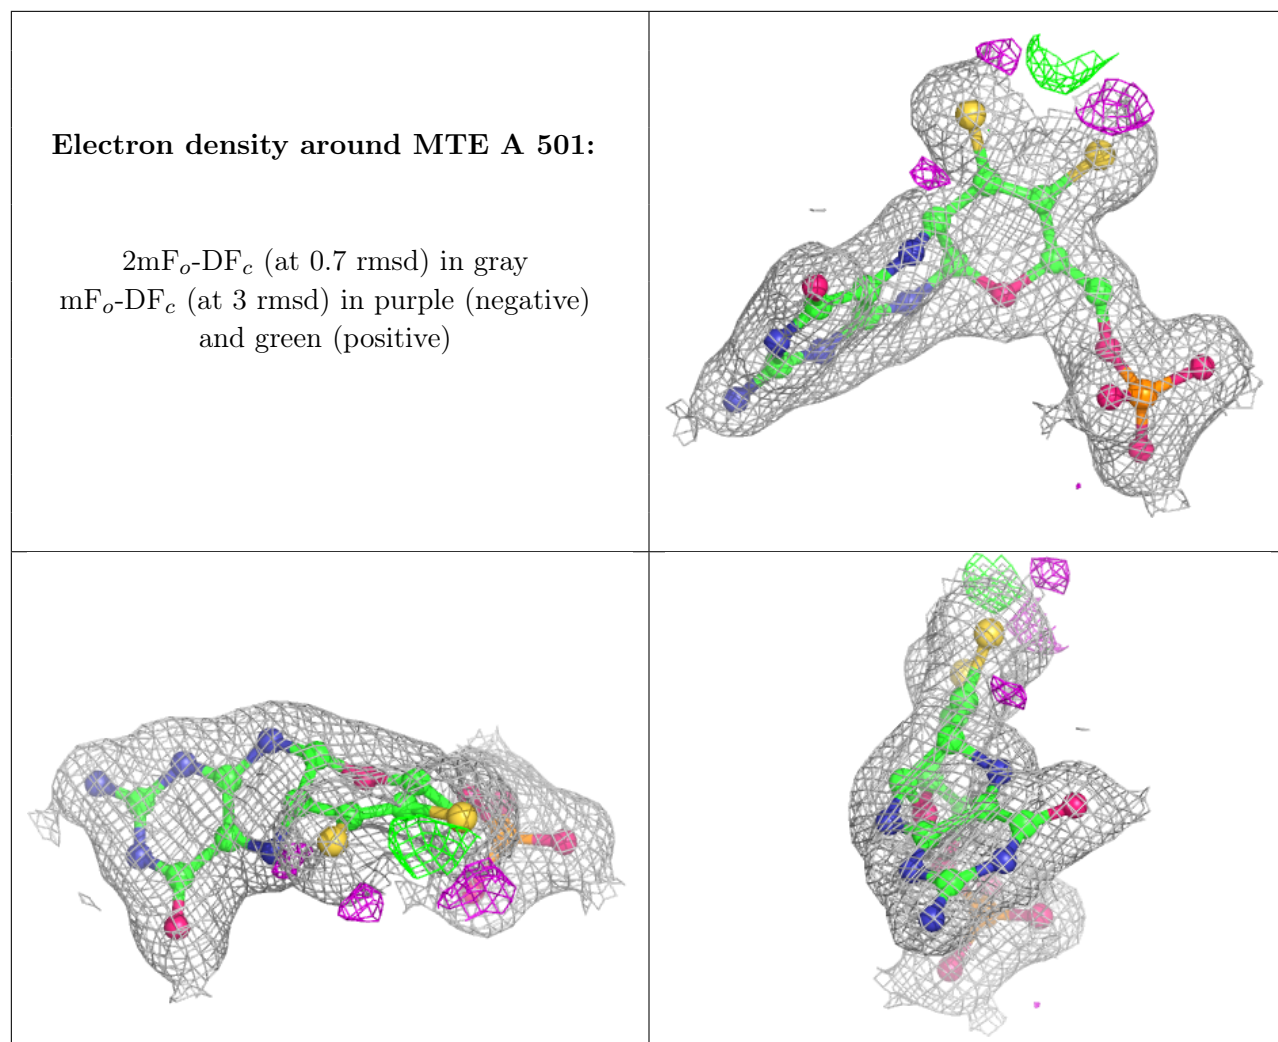 Electron density around MTE A 501:
2mFo-DFc (at 0.7 rmsd) in gray
mFo-DFc (at 3 rmsd) in purple (negative)
and green (positive)